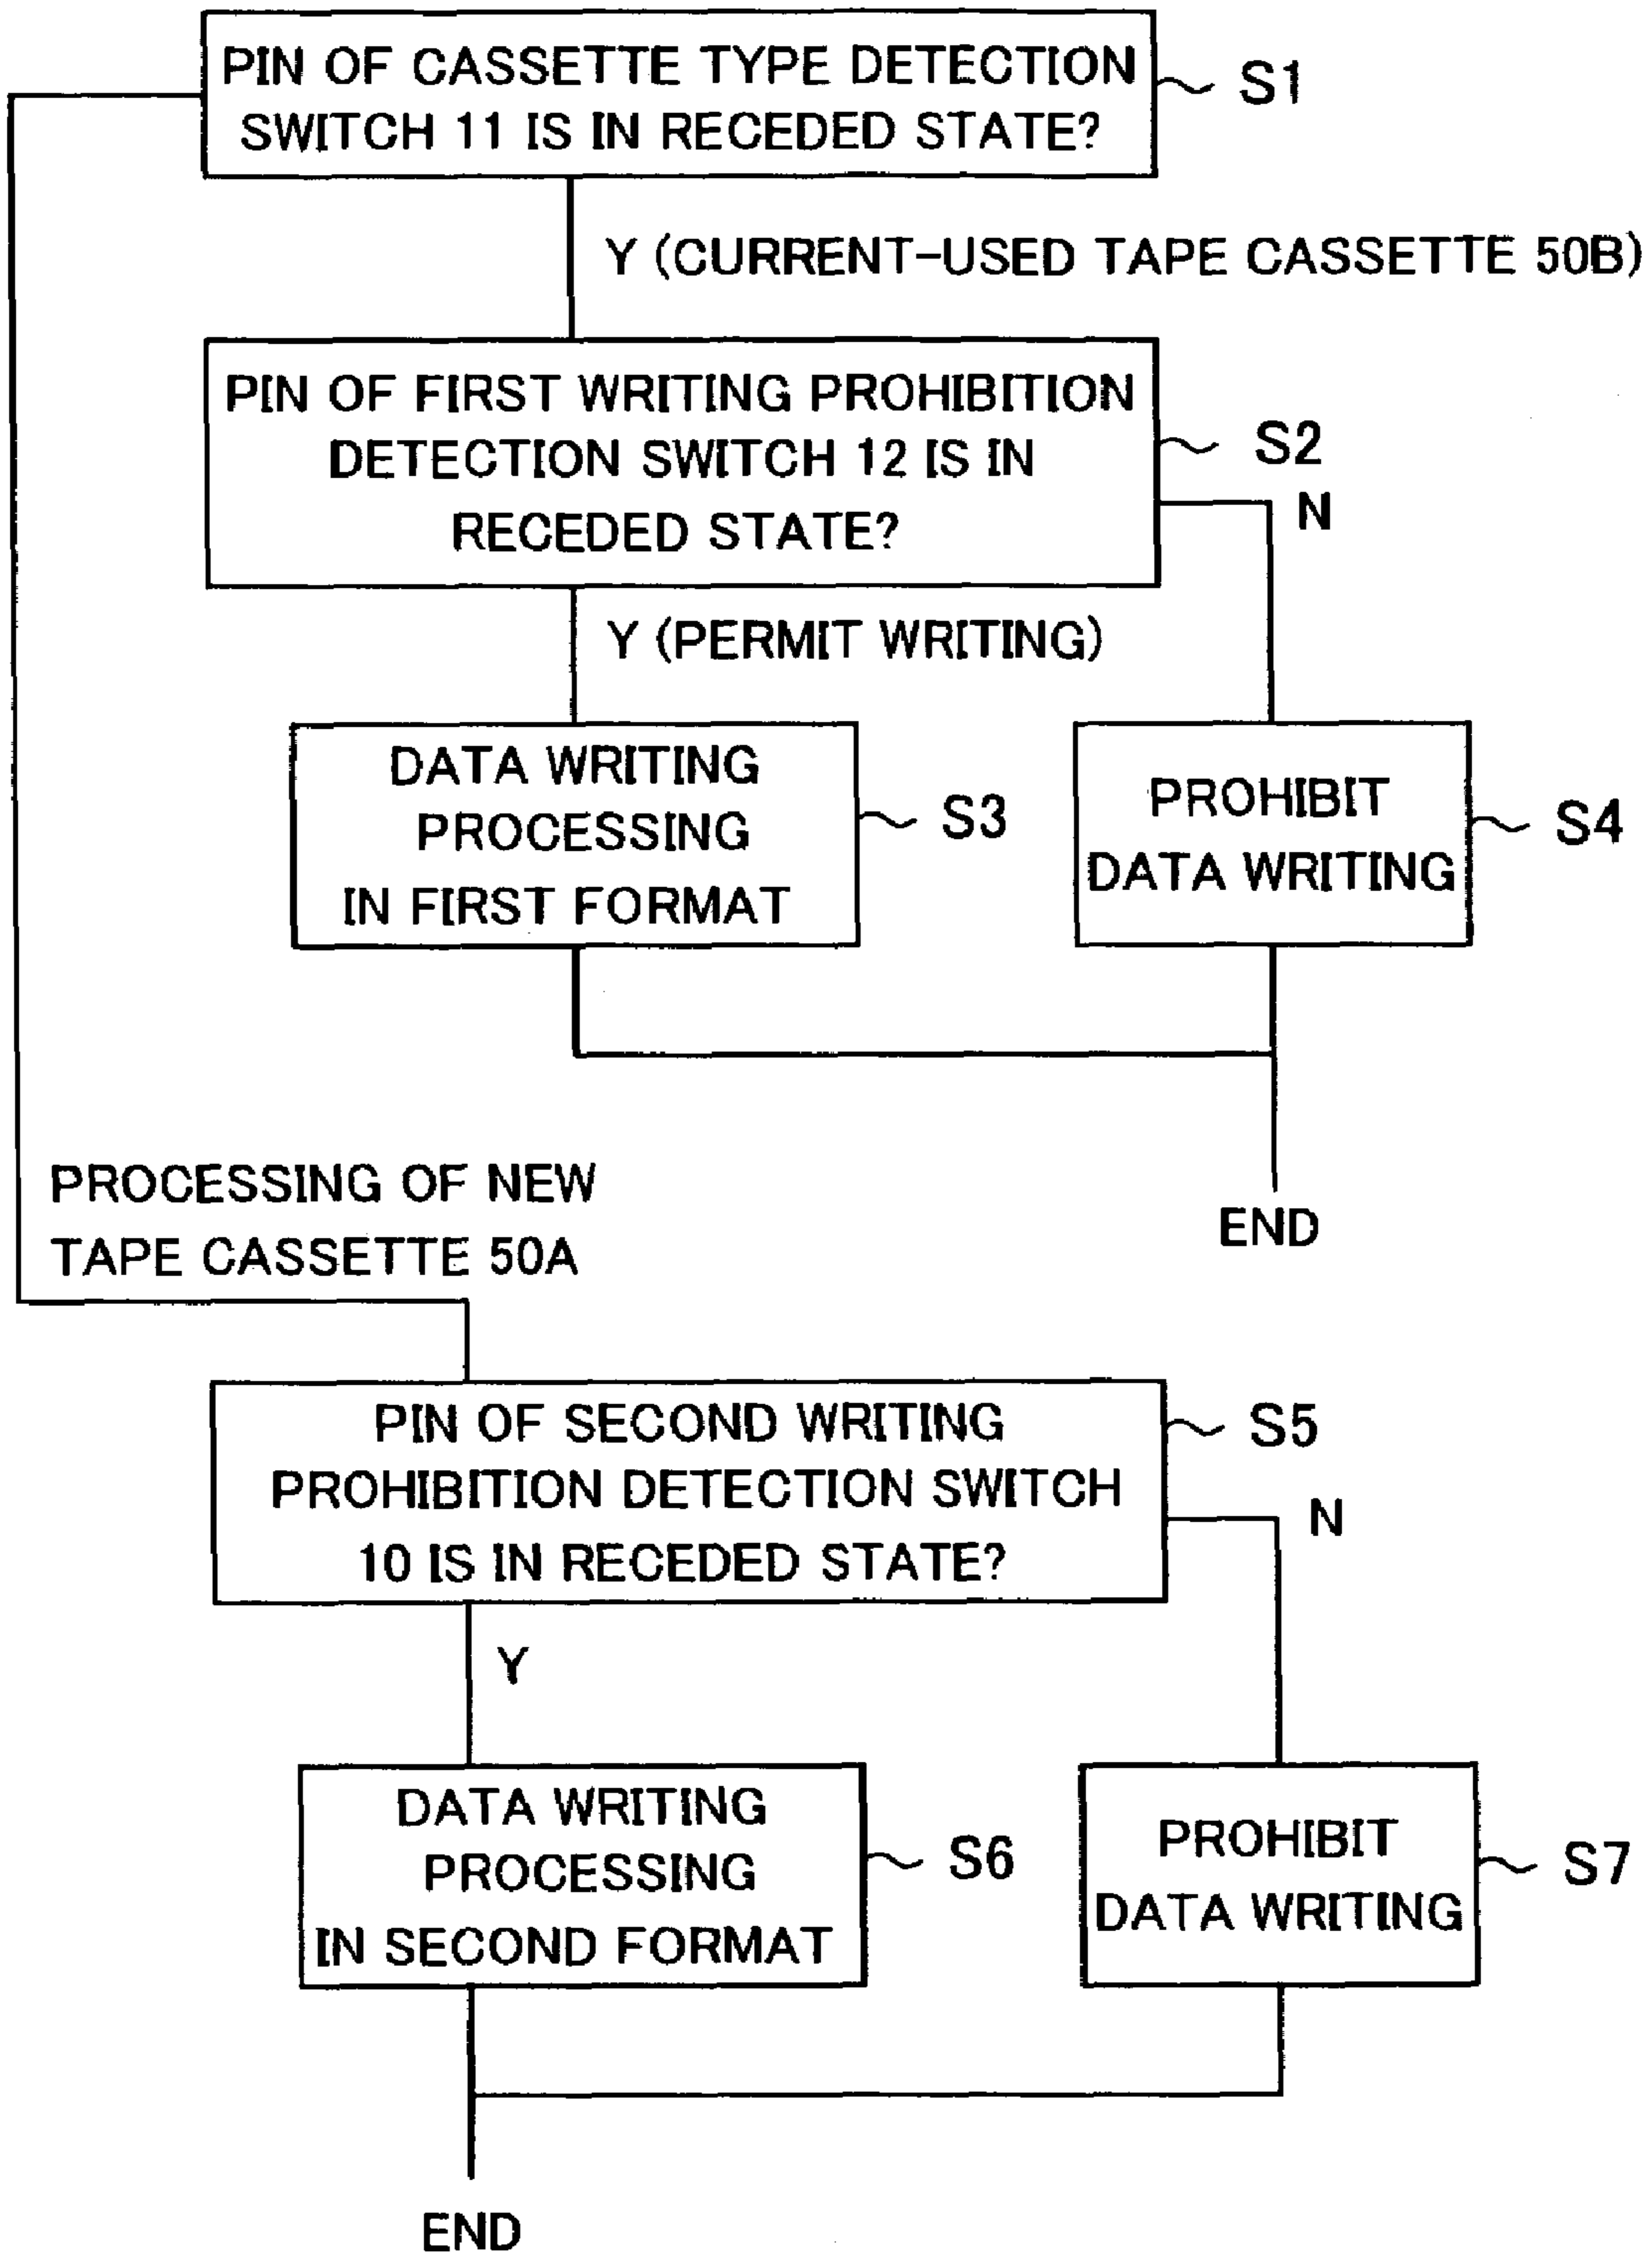 PIN OF CASSETTE TYPE DETECTION
SWITCH 11 IS IN RECEDED STATE?
S1
Y (CURRENT-USED TAPE CASSETTE 50B)
PIN OF FIRST WRITING PROHIBITION
DETECTION SWITCH 12 IS IN
RECEDED STATE?
S2
N
Y (PERMIT WRITING)
DATA WRITING
PROCESSING
IN FIRST FORMAT
S3
PROHIBIT
DATA WRITING
S4
END
PROCESSING OF NEW
TAPE CASSETTE 50A
PIN OF SECOND WRITING
PROHIBITION DETECTION SWITCH
10 IS IN RECEDED STATE?
S5
N
Y
DATA WRITING
PROCESSING
IN SECOND FORMAT
S6
PROHIBIT
DATA WRITING
S7
END